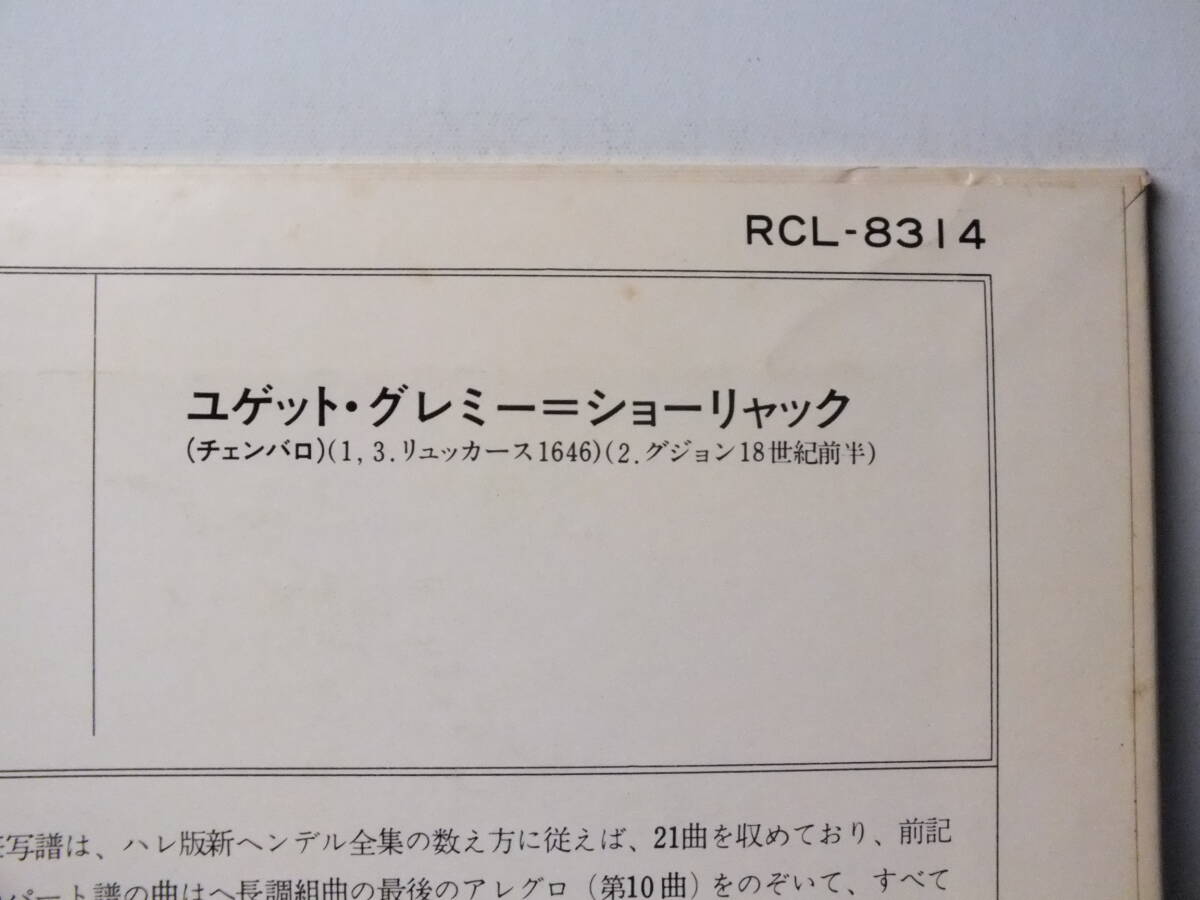 RCL-8314
ユゲット・グレミー=ショーリャック
(チェンバロ)(1, 3. リュッカース1646)(2. グジョン18世紀前半)
写譜は、ハレ版新ヘンデル全集の数え方に従えば、21曲を収めており、前記
パート譜の曲はヘ長調組曲の最後のアレグロ（第10曲）をのぞいて、すべて